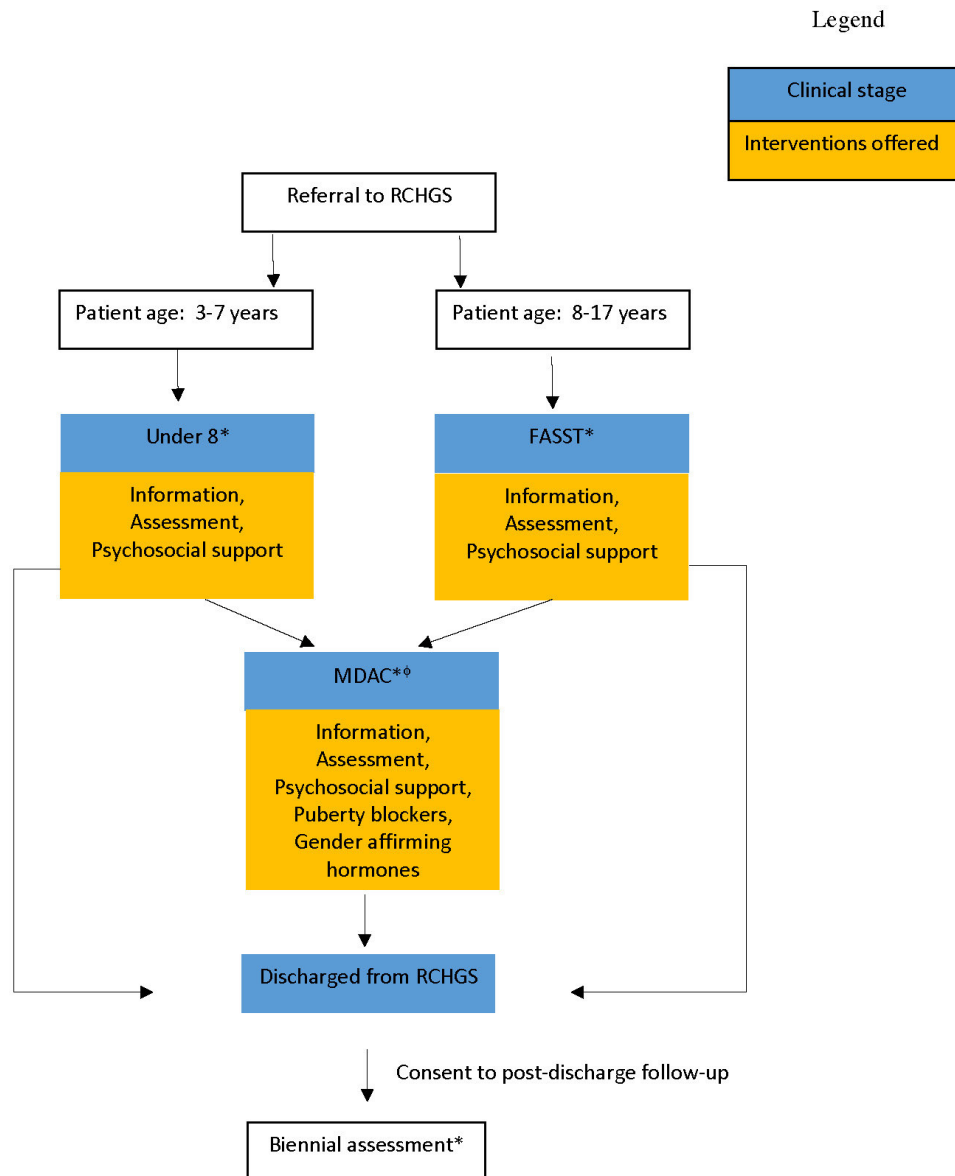 Legend
Clinical stage
Interventions offered
Referral to RCHGS
Patient age: 3-7 years
Patient age: 8-17 years
Under 8*
Information,
Assessment,
Psychosocial support
FASST*
Information,
Assessment,
Psychosocial support
MDAC*ᶲ
Information,
Assessment,
Psychosocial support,
Puberty blockers,
Gender affirming
hormones
Discharged from RCHGS
Consent to post-discharge follow-up
Biennial assessment*